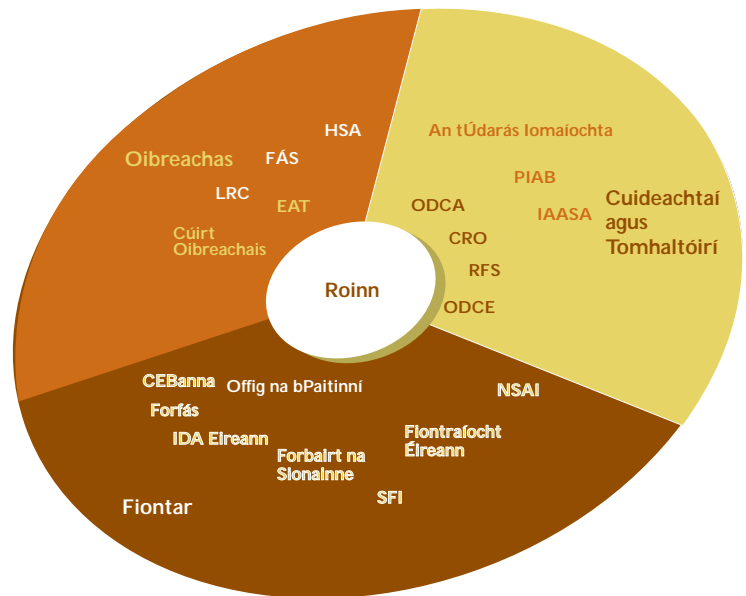 HSA
Oibreachas
FÁS
LRC
EAT
Cúirt
Oibreachais
An tÚdarás Iomaíochta
PIAB
ODCA
IAASA
Cuideachtaí
agus
Tomhaltóirí
CRO
RFS
ODCE
Roinn
CEBanna
Offig na bPaitinní
NSAI
Forfás
IDA Eireann
Forbairt na
Sionainne
Fiontraíocht
Éireann
SFI
Fiontar